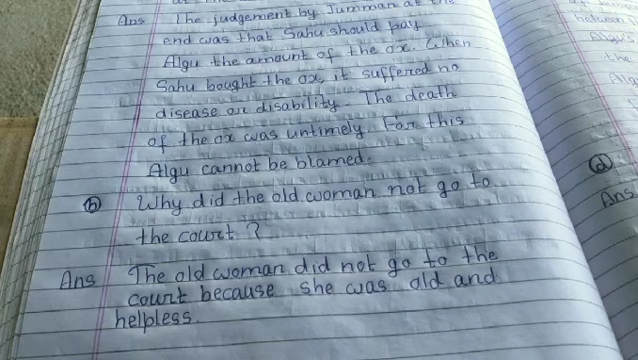 Ans The judgement by Jumman at the
end was that Sahu should pay
Algu the amount of the ox. When
Sahu bought the ox, it suffered no
disease or disability. The death
of the ox was untimely. For this
Algu cannot be blamed.
(h) Why did the old woman not go to
the court ?
Ans The old woman did not go to the
court because she was old and
helpless.
between
the
(d)
Ans